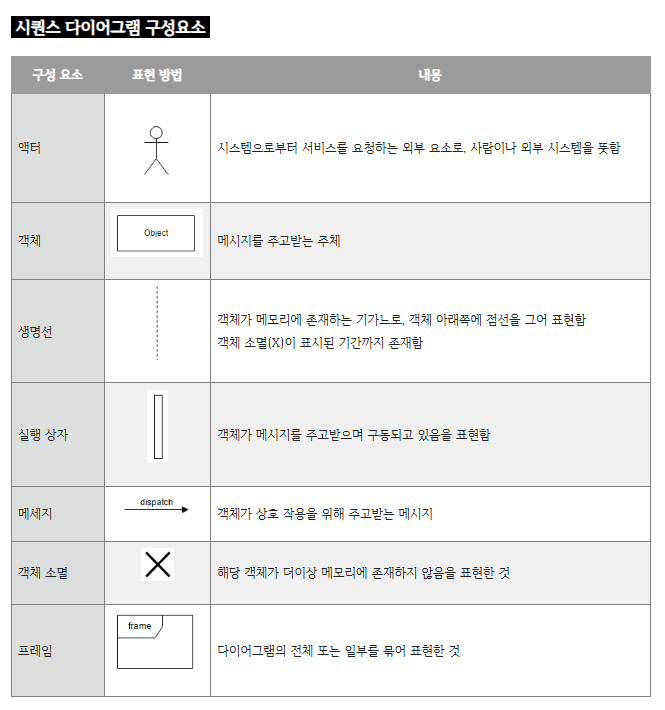 시퀀스 다이어그램 구성요소
구성 요소 표현 방법 내용
액터 시스템으로부터 서비스를 요청하는 외부 요소로, 사람이나 외부 시스템을 뜻함
객체 Object 메시지를 주고받는 주체
생명선 객체가 메모리에 존재하는 기가느로, 객체 아래쪽에 점선을 그어 표현함
객체 소멸(X)이 표시된 기간까지 존재함
실행 상자 객체가 메시지를 주고받으며 구동되고 있음을 표현함
메세지 dispatch 객체가 상호 작용을 위해 주고받는 메시지
객체 소멸 해당 객체가 더이상 메모리에 존재하지 않음을 표현한 것
프레임 frame 다이어그램의 전체 또는 일부를 묶어 표현한 것